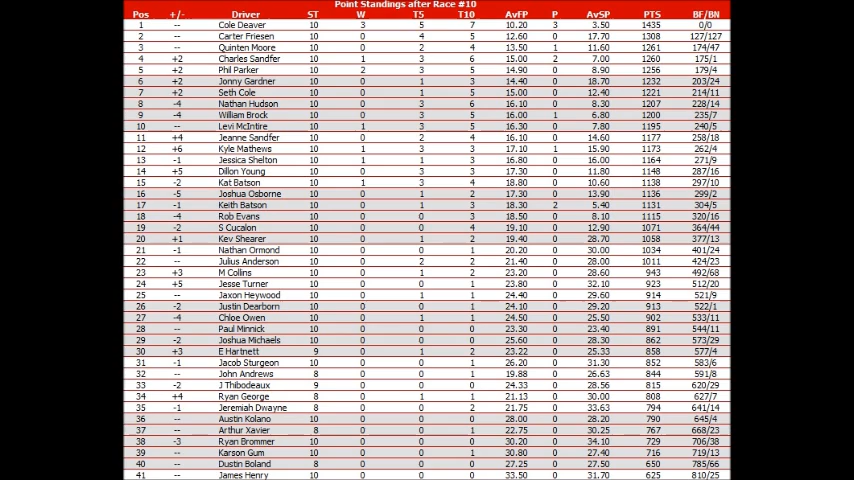 Point Standings after Race #10
Pos +/- Driver ST W T5 T10 AvFP P AvSP PTS BF/BN
1 -- Cole Deaver 10 3 5 7 10.20 3 3.50 1435 0/0
2 -- Carter Friesen 10 0 4 5 12.60 0 17.70 1308 127/127
3 -- Quinten Moore 10 0 2 4 13.50 1 11.60 1261 174/47
4 +2 Charles Sandfer 10 1 3 6 15.00 2 7.00 1260 175/1
5 +2 Phil Parker 10 2 3 5 14.90 0 8.90 1256 179/4
6 +2 Jonny Gardner 10 0 1 3 14.40 0 18.70 1232 203/24
7 +2 Seth Cole 10 0 1 5 15.00 0 12.40 1221 214/11
8 -4 Nathan Hudson 10 0 3 6 16.10 0 8.30 1207 228/14
9 -4 William Brock 10 0 3 5 16.00 1 6.80 1200 235/7
10 -- Levi McIntire 10 1 3 5 16.30 0 7.80 1195 240/5
11 +4 Jeanne Sandfer 10 0 2 4 16.10 0 14.60 1177 258/18
12 +6 Kyle Mathews 10 1 3 3 17.10 1 15.90 1173 262/4
13 -1 Jessica Shelton 10 1 1 3 16.80 0 16.00 1164 271/9
14 +5 Dillon Young 10 0 1 3 17.30 0 11.80 1148 287/16
15 -2 Kat Batson 10 1 3 4 18.80 0 10.60 1138 297/10
16 -5 Joshua Osborne 10 0 1 2 17.30 0 13.90 1136 299/2
17 -1 Keith Batson 10 0 1 3 18.30 2 5.40 1131 304/5
18 -4 Rob Evans 10 0 1 3 18.50 0 8.10 1115 320/16
19 -2 S Cucalon 10 0 0 4 19.10 0 12.90 1071 364/44
20 +1 Kev Shearer 10 0 1 2 19.40 0 28.70 1058 377/13
21 -1 Nathan Ormond 10 0 0 1 20.20 0 30.00 1034 401/24
22 -- Julius Anderson 10 0 2 2 21.40 0 28.00 1011 424/23
23 +3 M Collins 10 0 1 2 23.20 0 28.60 943 492/68
24 +5 Jesse Turner 10 0 0 1 23.80 0 32.10 923 512/20
25 -- Jaxon Heywood 10 0 1 1 24.40 0 29.60 914 521/9
26 -2 Justin Dearborn 10 0 0 1 24.10 0 29.20 913 522/1
27 -4 Chloe Owen 10 0 1 1 24.50 0 25.50 902 533/11
28 -- Paul Minnick 10 0 0 0 23.30 0 23.40 891 544/11
29 -2 Joshua Michaels 10 0 0 0 25.60 0 28.30 862 573/29
30 +3 E Hartnett 9 0 1 2 23.22 0 25.33 858 577/4
31 -1 Jacob Sturgeon 10 0 0 1 26.20 0 31.30 852 583/6
32 -- John Andrews 8 0 0 1 19.88 0 26.63 844 591/8
33 -2 J Thibodeaux 9 0 0 0 24.33 0 28.56 815 620/29
34 +4 Ryan George 8 0 1 1 21.13 0 30.00 808 627/7
35 -1 Jeremiah Dwayne 8 0 0 2 21.75 0 33.63 794 641/14
36 -- Austin Kolano 10 0 0 0 28.00 0 28.20 790 645/4
37 -- Arthur Xavier 8 0 0 1 22.75 0 30.25 767 668/23
38 -3 Ryan Brommer 10 0 0 0 30.20 0 34.10 729 706/38
39 -- Karson Gum 10 0 0 1 30.80 0 27.40 716 719/13
40 -- Dustin Boland 8 0 0 0 27.25 0 27.50 650 785/66
41 -- James Henry 10 0 0 0 33.50 0 31.70 625 810/25